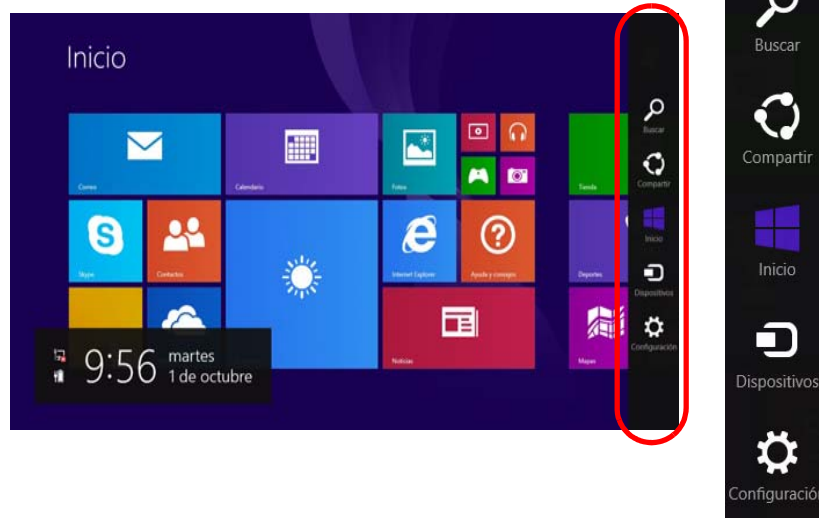 Inicio
Correo
Calendario
Fotos
Tienda
Skype
Contactos
Internet Explorer
Ayuda y consejos
Deportes
Noticias
Mapas
9:56
martes
1 de octubre
Buscar
Compartir
Inicio
Dispositivos
Configuración
Buscar
Compartir
Inicio
Dispositivos
Configuración